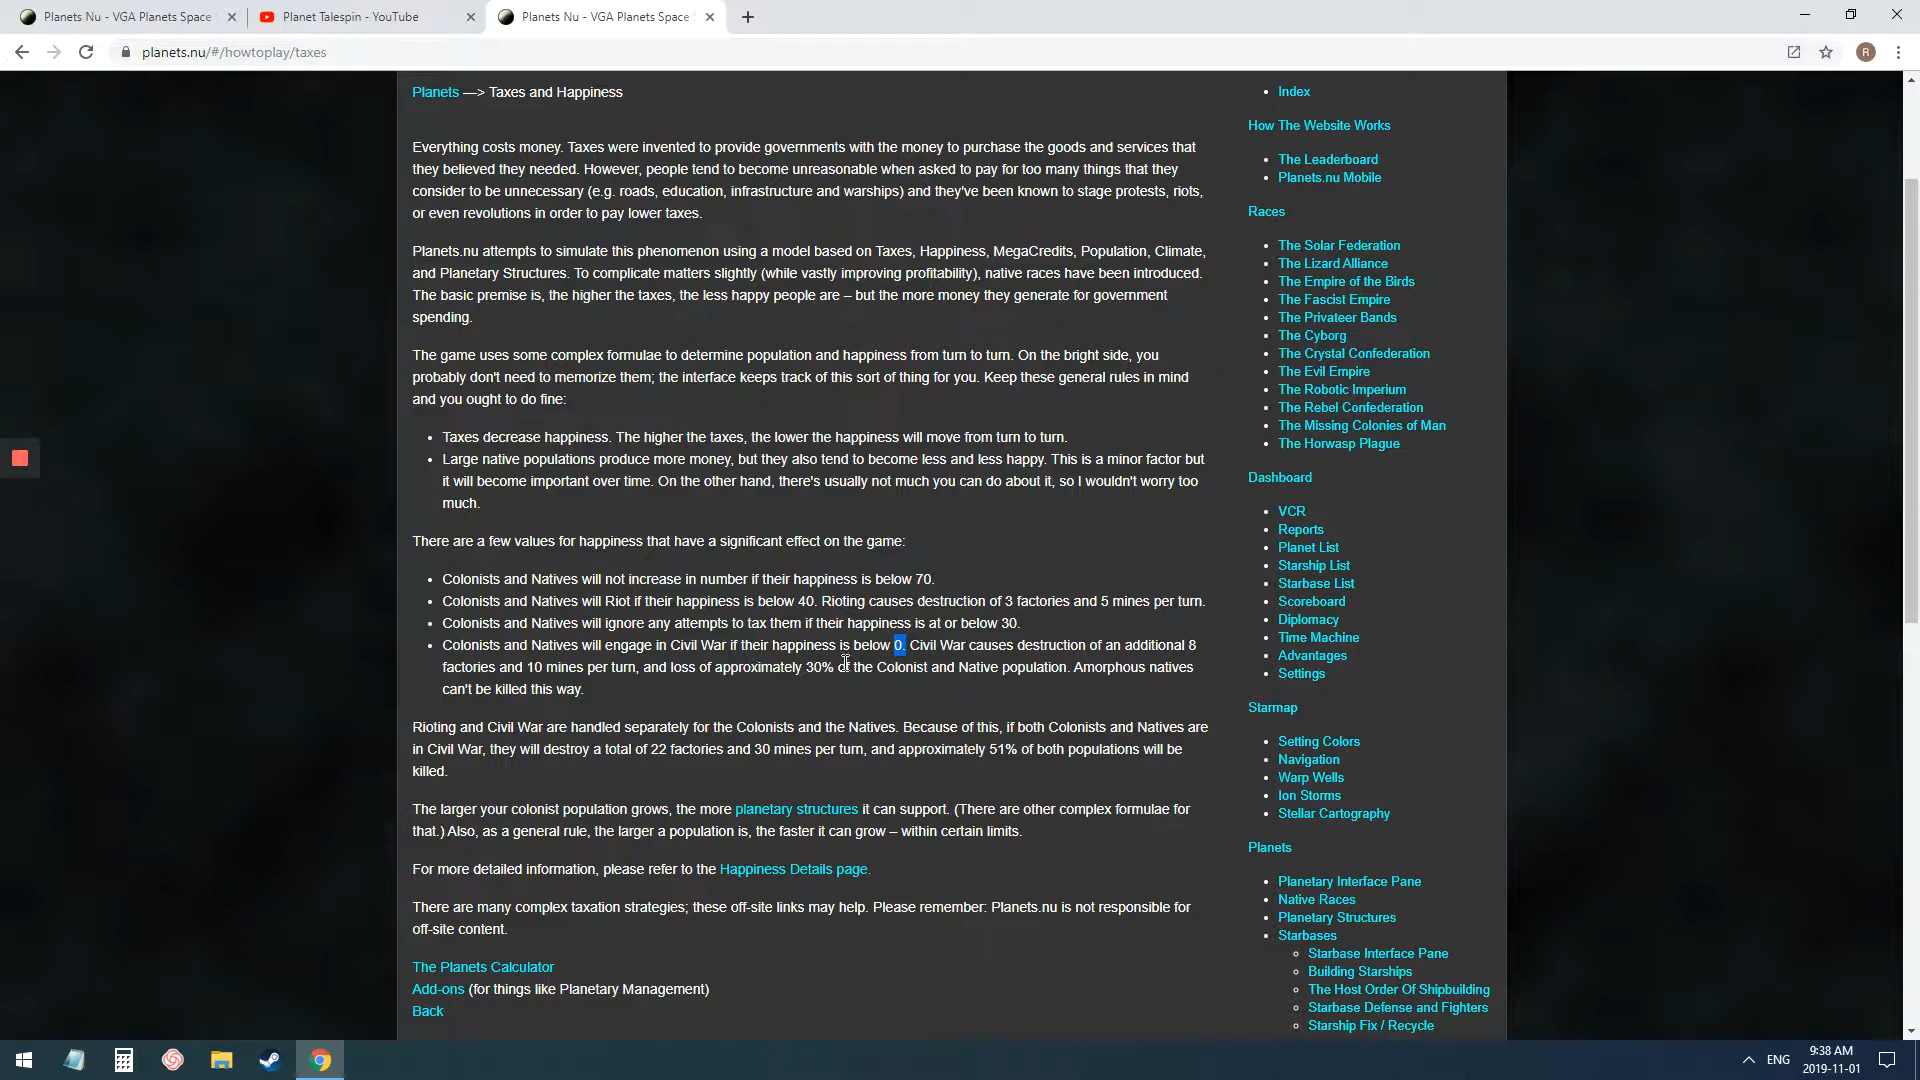 Planets Nu - VGA Planets Space
Planet Talespin - YouTube
Planets Nu - VGA Planets Space
planets.nu/#/howtoplay/taxes
R
Planets —> Taxes and Happiness
Everything costs money. Taxes were invented to provide governments with the money to purchase the goods and services that
they believed they needed. However, people tend to become unreasonable when asked to pay for too many things that they
consider to be unnecessary (e.g. roads, education, infrastructure and warships) and they've been known to stage protests, riots,
or even revolutions in order to pay lower taxes.
Planets.nu attempts to simulate this phenomenon using a model based on Taxes, Happiness, MegaCredits, Population, Climate,
and Planetary Structures. To complicate matters slightly (while vastly improving profitability), native races have been introduced.
The basic premise is, the higher the taxes, the less happy people are – but the more money they generate for government
spending.
The game uses some complex formulae to determine population and happiness from turn to turn. On the bright side, you
probably don't need to memorize them; the interface keeps track of this sort of thing for you. Keep these general rules in mind
and you ought to do fine:
• Taxes decrease happiness. The higher the taxes, the lower the happiness will move from turn to turn.
• Large native populations produce more money, but they also tend to become less and less happy. This is a minor factor but
it will become important over time. On the other hand, there's usually not much you can do about it, so I wouldn't worry too
much.
There are a few values for happiness that have a significant effect on the game:
• Colonists and Natives will not increase in number if their happiness is below 70.
• Colonists and Natives will Riot if their happiness is below 40. Rioting causes destruction of 3 factories and 5 mines per turn.
• Colonists and Natives will ignore any attempts to tax them if their happiness is at or below 30.
• Colonists and Natives will engage in Civil War if their happiness is below 0. Civil War causes destruction of an additional 8
factories and 10 mines per turn, and loss of approximately 30% of the Colonist and Native population. Amorphous natives
can't be killed this way.
Rioting and Civil War are handled separately for the Colonists and the Natives. Because of this, if both Colonists and Natives are
in Civil War, they will destroy a total of 22 factories and 30 mines per turn, and approximately 51% of both populations will be
killed.
The larger your colonist population grows, the more planetary structures it can support. (There are other complex formulae for
that.) Also, as a general rule, the larger a population is, the faster it can grow – within certain limits.
For more detailed information, please refer to the Happiness Details page.
There are many complex taxation strategies; these off-site links may help. Please remember: Planets.nu is not responsible for
off-site content.
The Planets Calculator
Add-ons (for things like Planetary Management)
Back
• Index
How The Website Works
• The Leaderboard
• Planets.nu Mobile
Races
• The Solar Federation
• The Lizard Alliance
• The Empire of the Birds
• The Fascist Empire
• The Privateer Bands
• The Cyborg
• The Crystal Confederation
• The Evil Empire
• The Robotic Imperium
• The Rebel Confederation
• The Missing Colonies of Man
• The Horwasp Plague
Dashboard
• VCR
• Reports
• Planet List
• Starship List
• Starbase List
• Scoreboard
• Diplomacy
• Time Machine
• Advantages
• Settings
Starmap
• Setting Colors
• Navigation
• Warp Wells
• Ion Storms
• Stellar Cartography
Planets
• Planetary Interface Pane
• Native Races
• Planetary Structures
• Starbases
○ Starbase Interface Pane
○ Building Starships
○ The Host Order Of Shipbuilding
○ Starbase Defense and Fighters
○ Starship Fix / Recycle
ENG
9:38 AM
2019-11-01